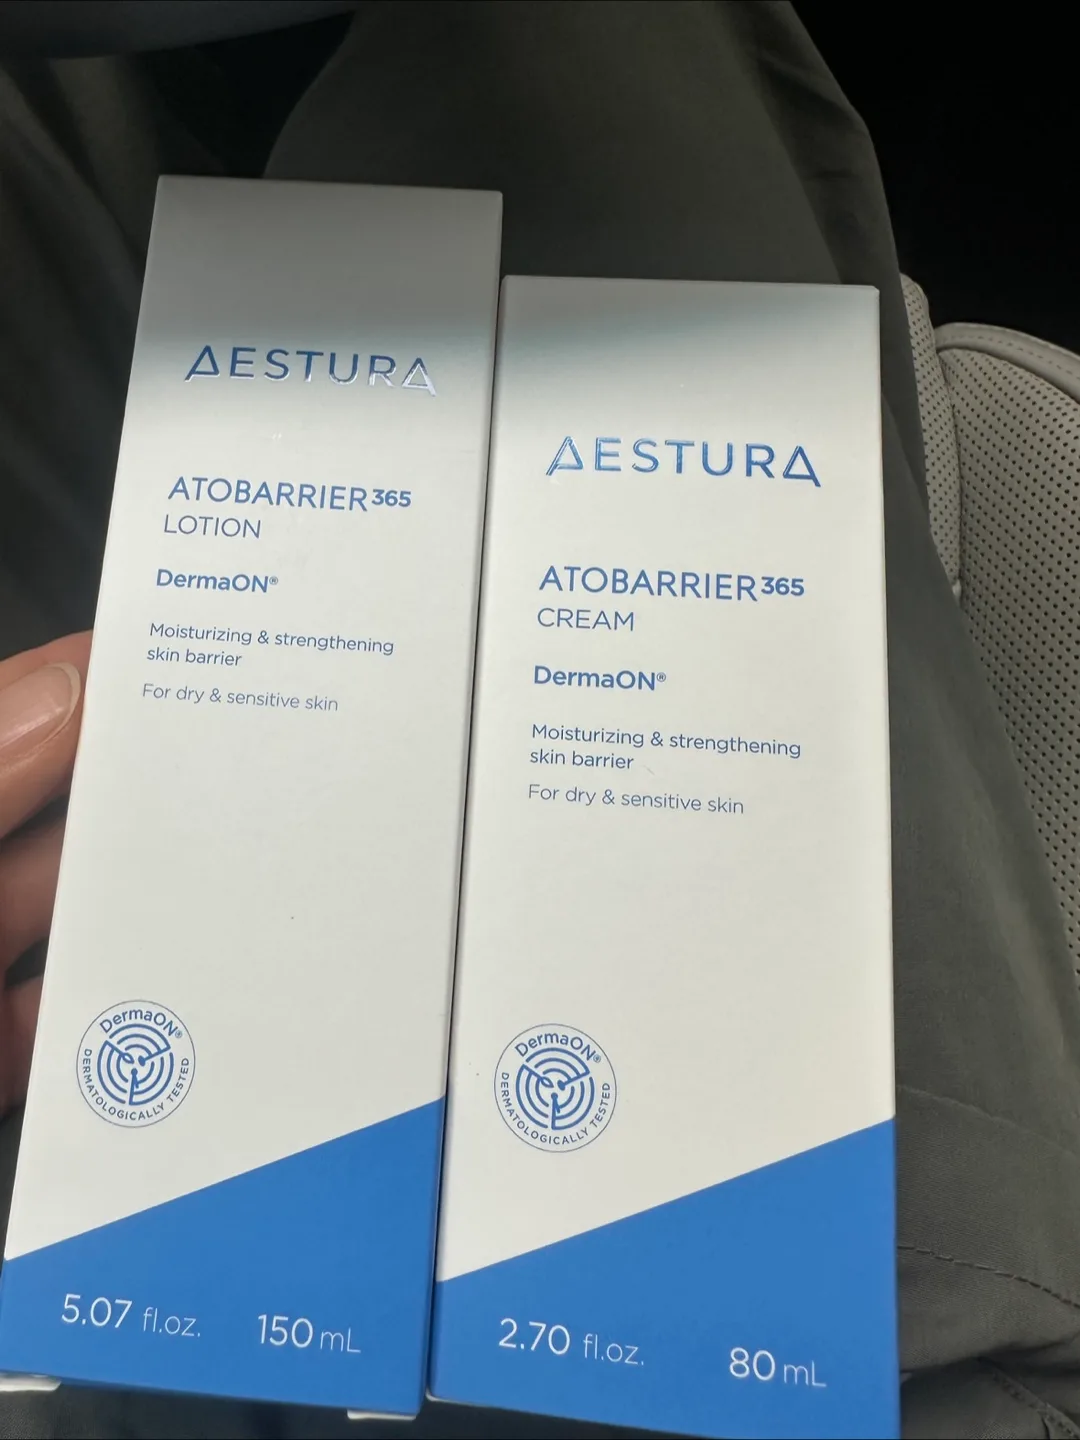 AESTURA
ATOBARRIER365
LOTION
DermaON®
Moisturizing & strengthening
skin barrier
For dry & sensitive skin
DermaON®
DERMATOLOGICALLY TESTED
5.07 fl.oz. 150 mL
AESTURA
ATOBARRIER365
CREAM
DermaON®
Moisturizing & strengthening
skin barrier
For dry & sensitive skin
DermaON®
DERMATOLOGICALLY TESTED
2.70 fl.oz. 80 mL